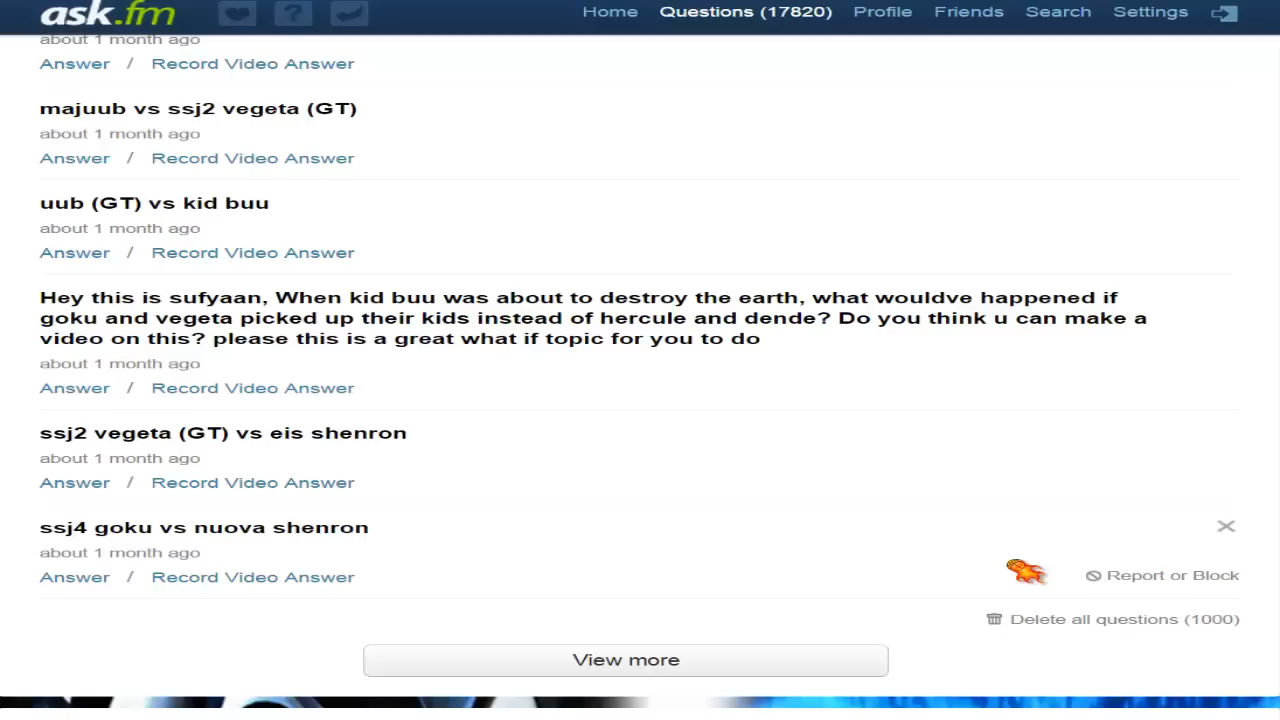 ask.fm Home Questions (17820) Profile Friends Search Settings
about 1 month ago
Answer / Record Video Answer
majuub vs ssj2 vegeta (GT)
about 1 month ago
Answer / Record Video Answer
uub (GT) vs kid buu
about 1 month ago
Answer / Record Video Answer
Hey this is sufyaan, When kid buu was about to destroy the earth, what wouldve happened if
goku and vegeta picked up their kids instead of hercule and dende? Do you think u can make a
video on this? please this is a great what if topic for you to do
about 1 month ago
Answer / Record Video Answer
ssj2 vegeta (GT) vs eis shenron
about 1 month ago
Answer / Record Video Answer
ssj4 goku vs nuova shenron
about 1 month ago
Answer / Record Video Answer
Report or Block
Delete all questions (1000)
View more